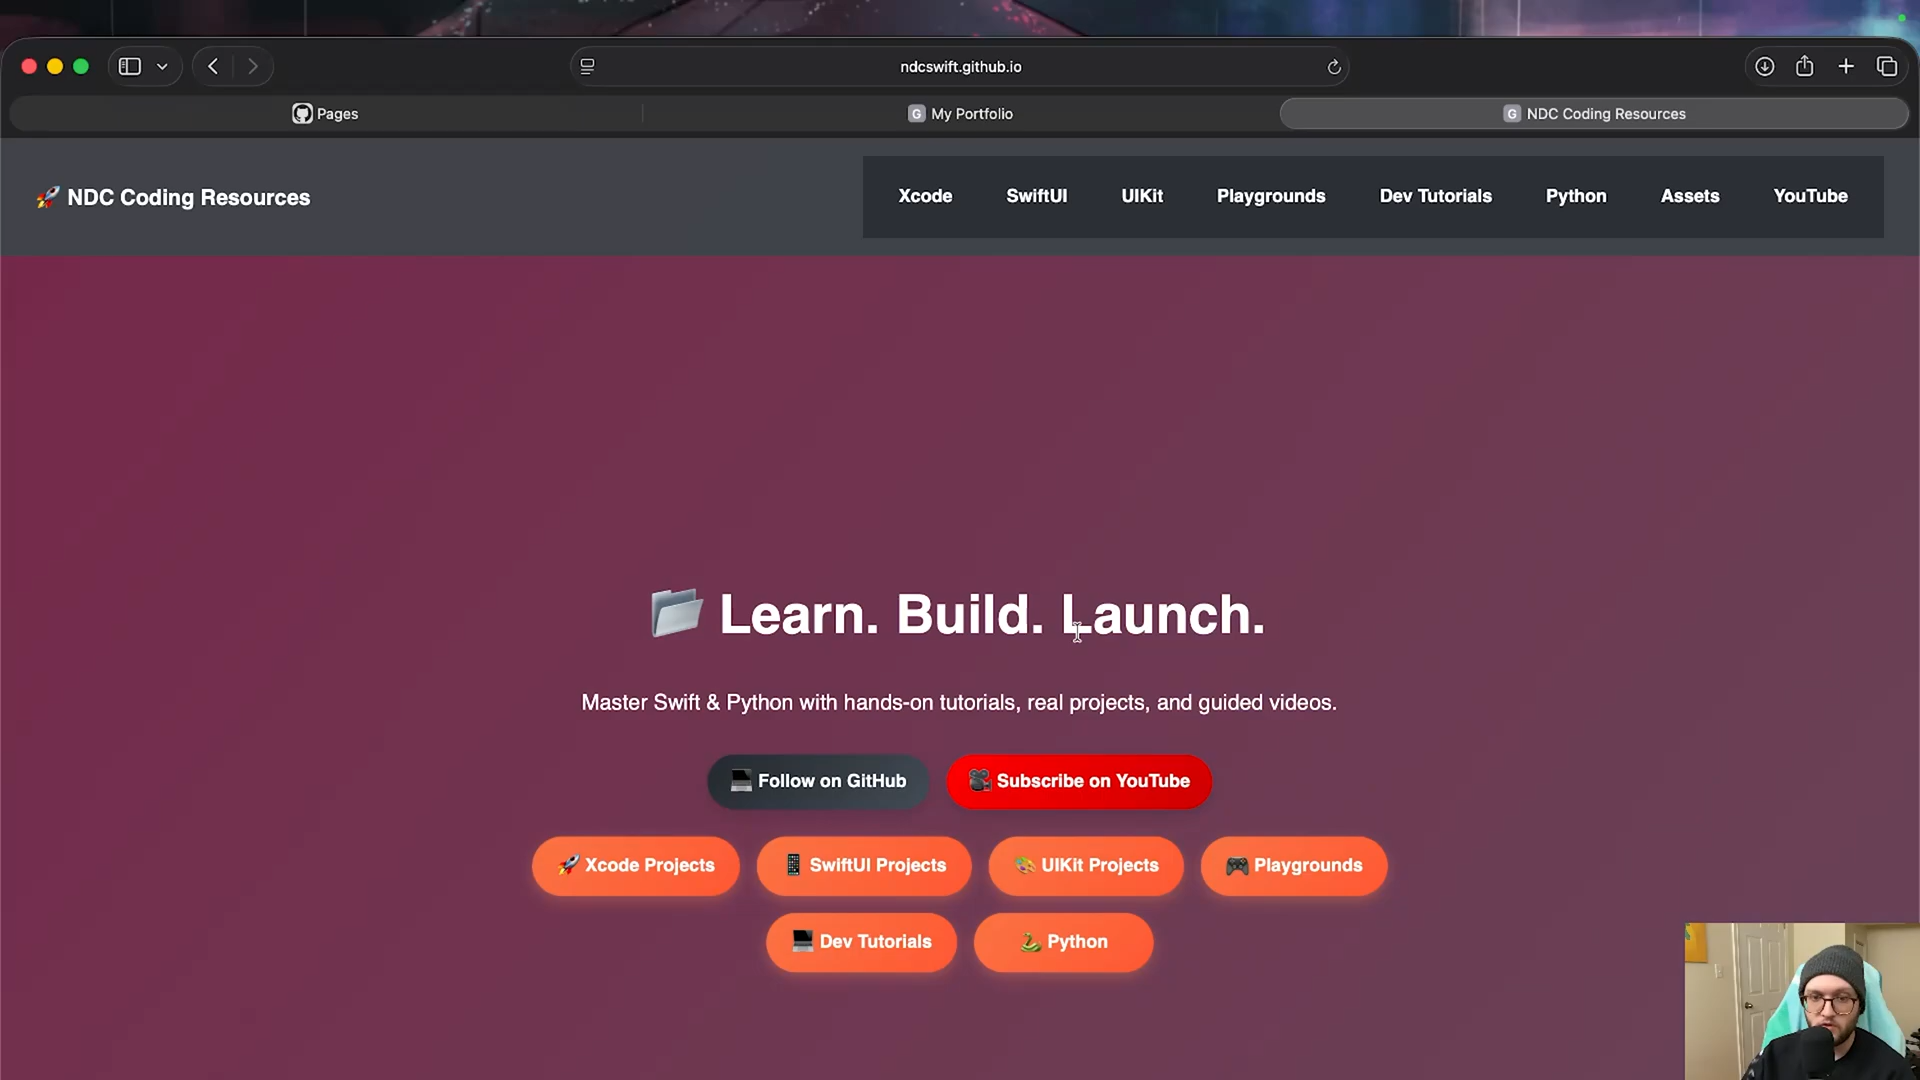 ndcswift.github.io
Pages
G My Portfolio
G NDC Coding Resources
🚀 NDC Coding Resources
Xcode SwiftUI UIKit Playgrounds Dev Tutorials Python Assets YouTube
📁 Learn. Build. Launch.
Master Swift & Python with hands-on tutorials, real projects, and guided videos.
💻 Follow on GitHub
🎥 Subscribe on YouTube
🚀 Xcode Projects
📱 SwiftUI Projects
🎨 UIKit Projects
🎮 Playgrounds
💻 Dev Tutorials
🐍 Python